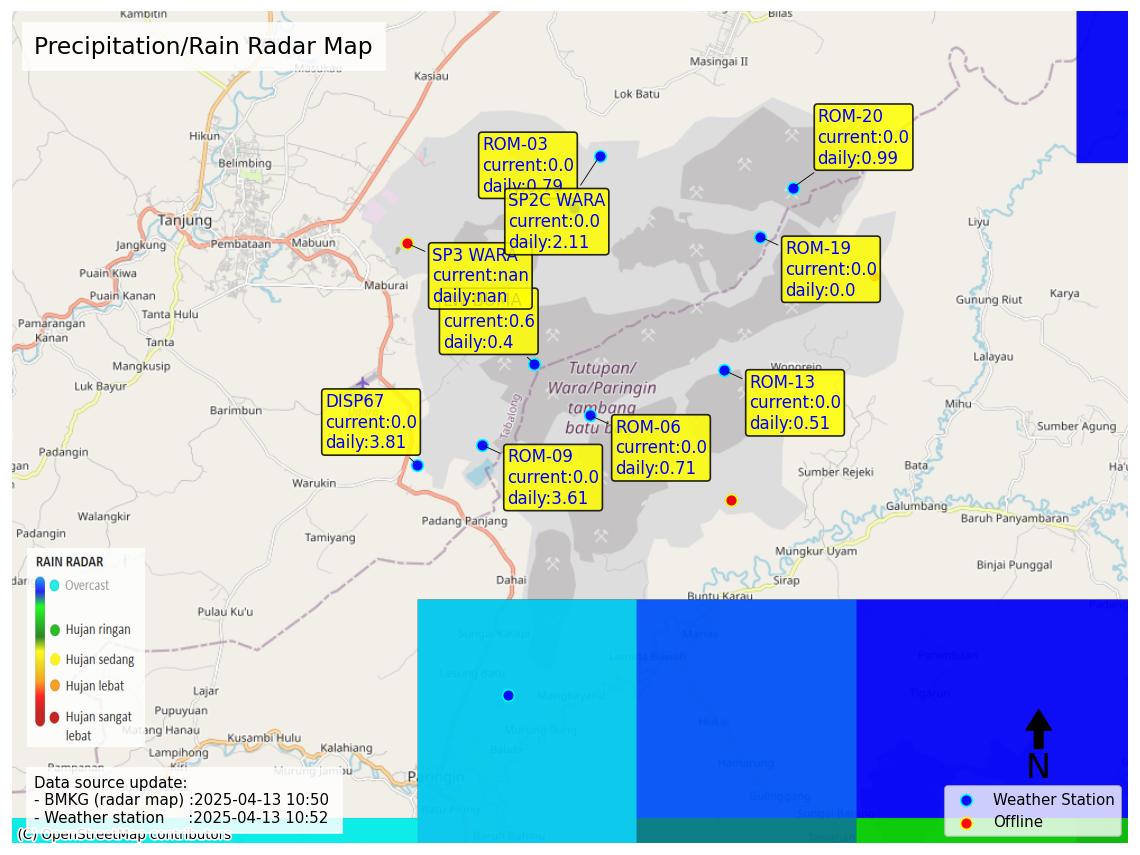 Kambitin
Bilas
Precipitation/Rain Radar Map
Masukau
Kasiau
Masingai II
Lok Batu
ROM-20
current:0.0
daily:0.99
ROM-03
current:0.0
daily:0.79
Hikun
Belimbing
SP2C WARA
current:0.0
daily:2.11
Tanjung
Liyu
Jangkung
Pembataan
Mabuun
ROM-19
current:0.0
daily:0.0
SP3 WARA
current:nan
daily:nan
Puain Kiwa
Maburai
Puain Kanan
Karya
Gunung Riut
Tanta Hulu
current:0.6
daily:0.4
Pamarangan
Kanan
Tanta
Lalayau
Mangkusip
Wonorejo
Tutupan/
Wara/Paringin
tambang
batu b
Luk Bayur
ROM-13
current:0.0
daily:0.51
DISP67
current:0.0
daily:3.81
Barimbun
Tabalong
Mihu
ROM-06
current:0.0
daily:0.71
Sumber Agung
ROM-09
current:0.0
daily:3.61
Bata
Sumber Rejeki
Warukin
Galumbang
Walangkir
Padang Panjang
Baruh Panyambaran
Padangin
Tamiyang
Mungkur Uyam
Binjai Punggal
RAIN RADAR
Overcast
Hujan ringan
Hujan sedang
Hujan lebat
Hujan sangat
lebat
Dahai
Sirap
Buntu Karau
Pulau Ku'u
Lajar
Pupuyuan
Matang Hanau
Kusambi Hulu
Lampihong
Kalahiang
Murung Jambu
Paringin
N
Data source update:
- BMKG (radar map) :2025-04-13 10:50
- Weather station :2025-04-13 10:52
(C) OpenStreetMap contributors
Weather Station
Offline